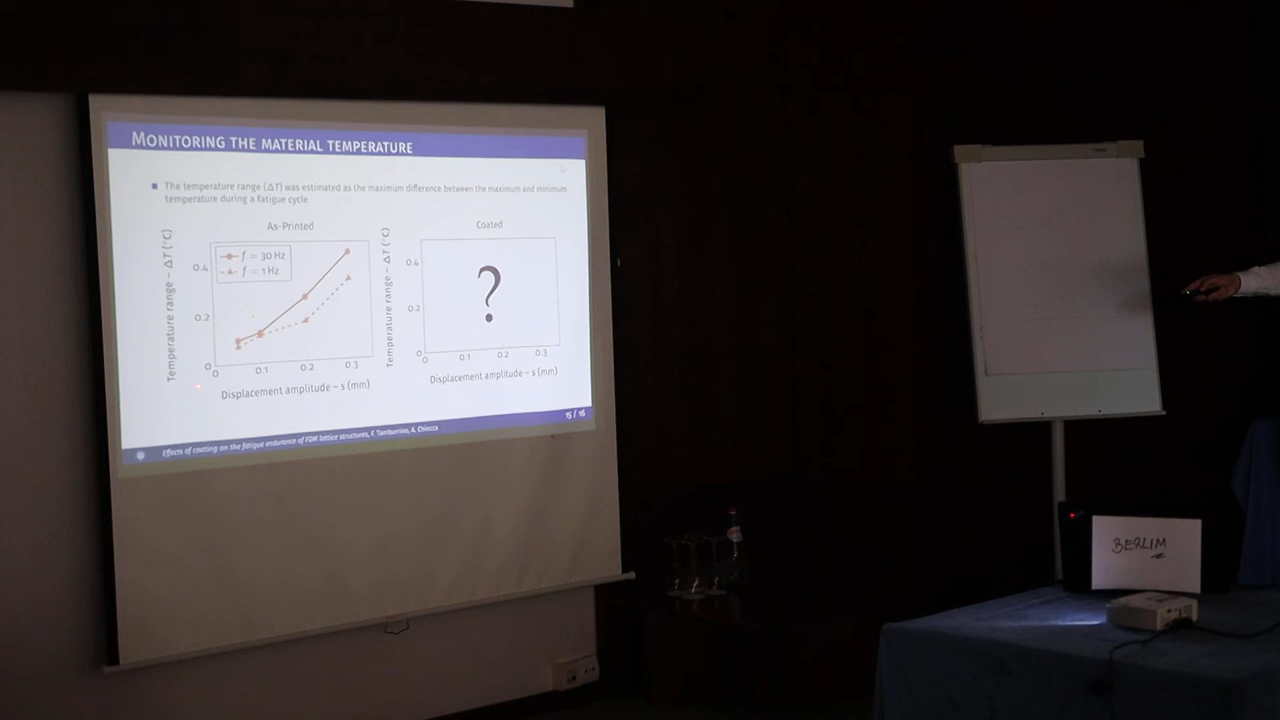 MONITORING THE MATERIAL TEMPERATURE
The temperature range (ΔT) was estimated as the maximum difference between the maximum and minimum
temperature during a fatigue cycle
As-Printed
Temperature range – ΔT (°C)
f = 30 Hz
f = 1 Hz
0.4
0.2
0
0
0.1
0.2
0.3
Displacement amplitude – s (mm)
Coated
Temperature range – ΔT (°C)
?
0.4
0.2
0
0
0.1
0.2
0.3
Displacement amplitude – s (mm)
15 / 16
Effects of coating on the fatigue endurance of FDM lattice structures, F. Tamburrino, A. Chiocca
BERLIM